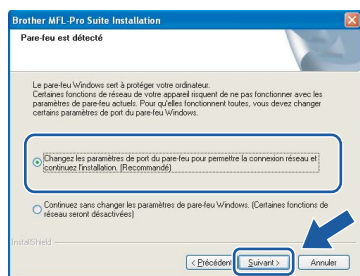 Brother MFL-Pro Suite Installation
Pare-feu est détecté
Le pare-feu Windows sert à protéger votre ordinateur.
Certaines fonctions de réseau de votre appareil risquent de ne pas fonctionner avec les
paramètres de pare-feu actuels. Pour qu'elles fonctionnent toutes, vous devez changer
certains paramètres de port du pare-feu Windows.
Changez les paramètres de port du pare-feu pour permettre la connexion réseau et
continuez l'installation. (Recommandé)
Continuez sans changer les paramètres de pare-feu Windows. (Certaines fonctions de
réseau seront désactivées)
InstallShield
< Précédent
Suivant >
Annuler